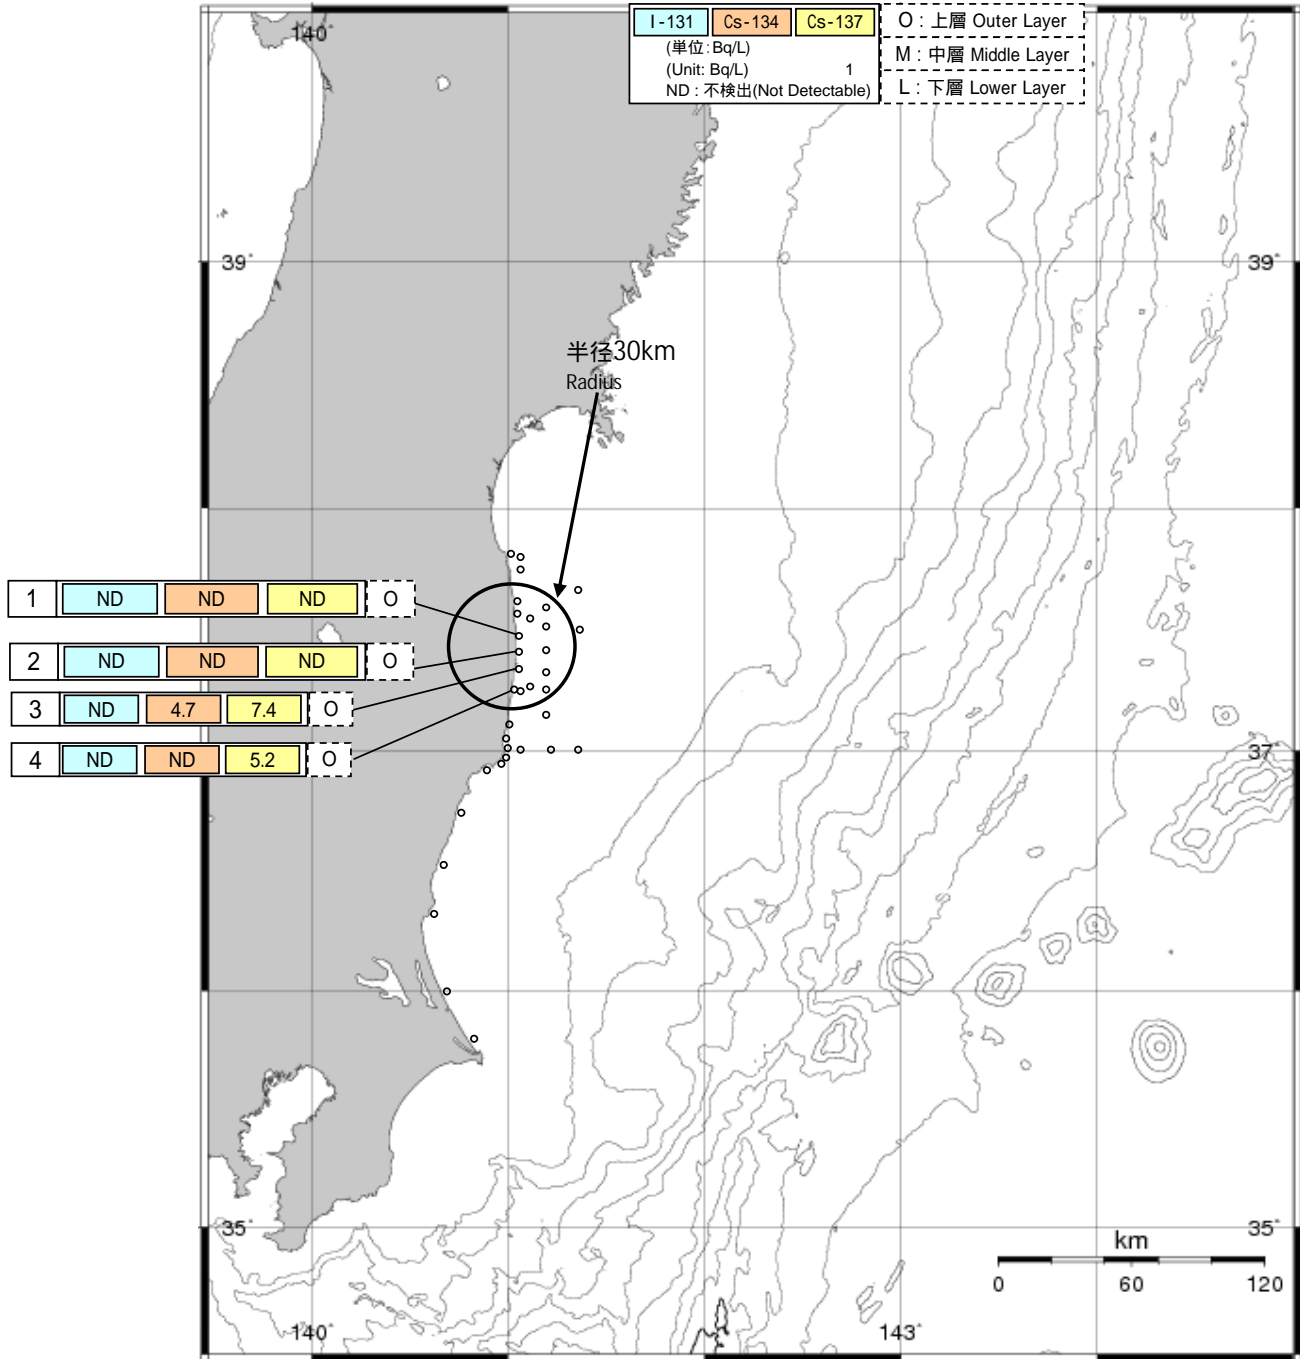 140°
I-131 Cs-134 Cs-137
(単位: Bq/L)
(Unit: Bq/L) 1
ND : 不検出(Not Detectable)
O : 上層 Outer Layer
M : 中層 Middle Layer
L : 下層 Lower Layer
39° 39°
半径30km
Radius
1 ND ND ND O
2 ND ND ND O
3 ND 4.7 7.4 O
4 ND ND 5.2 O
37°
35° 35°
km
0 60 120
140° 143°